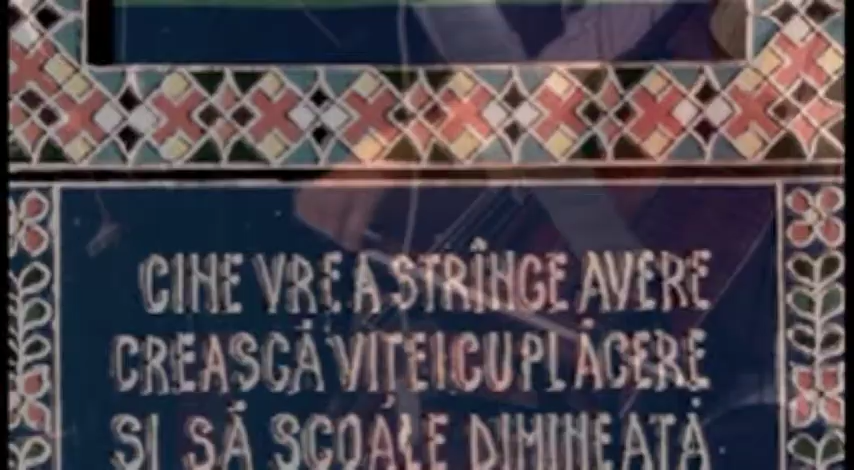 CINE VRE A STRÎNGE AVERE
CREASCĂ VIȚEI CU PLĂCERE
ȘI SĂ SCOALE DIMINEAȚĂ